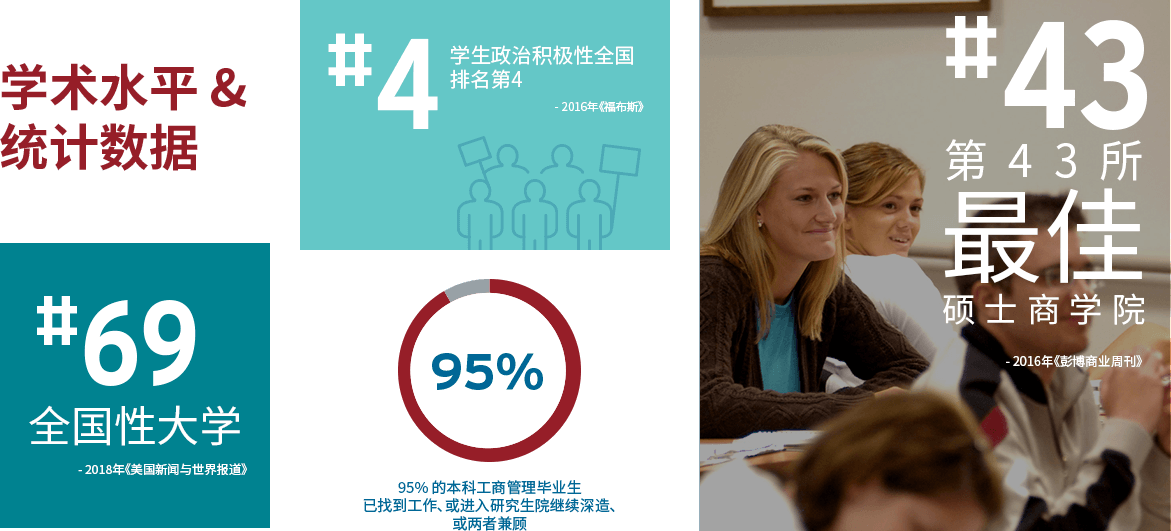 学术水平 &
统计数据
#4
学生政治积极性全国
排名第4
- 2016年《福布斯》
#43
第43所
最佳
硕士商学院
- 2016年《彭博商业周刊》
#69
全国性大学
- 2018年《美国新闻与世界报道》
95%
95% 的本科工商管理毕业生
已找到工作、或进入研究生院继续深造、
或两者兼顾